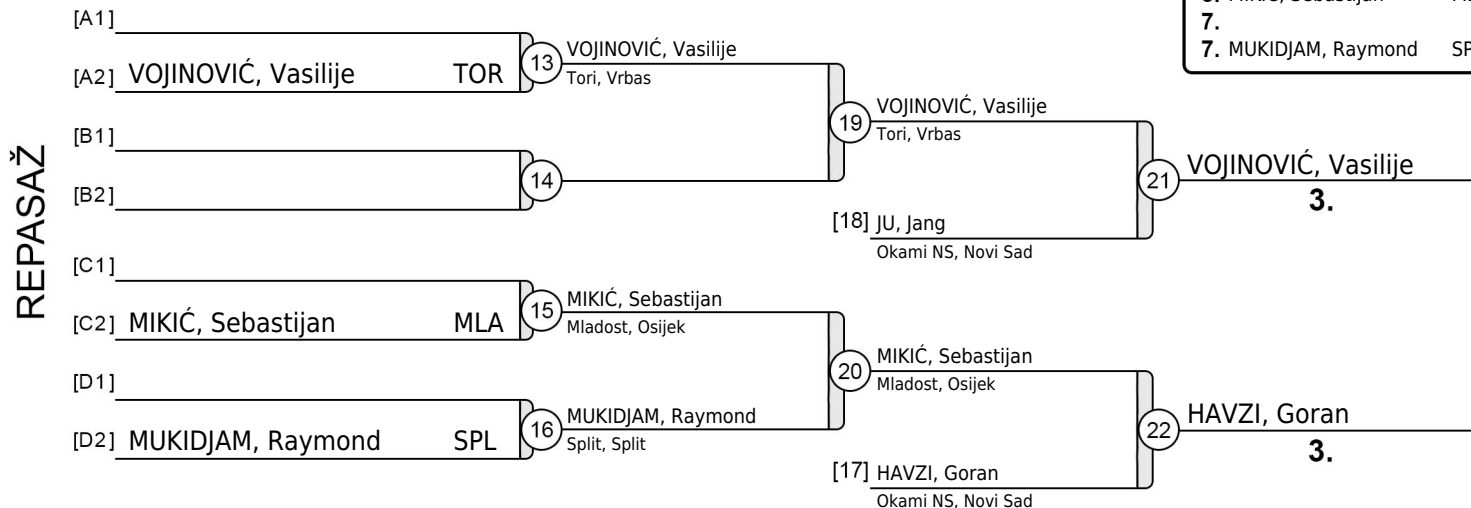 7.
7. MUKIDJAM, Raymond
REPASAŽ
[A1]
[A2] VOJINOVIĆ, Vasilije TOR
13
VOJINOVIĆ, Vasilije
Tori, Vrbas
[B1]
[B2]
14
19
VOJINOVIĆ, Vasilije
Tori, Vrbas
[18] JU, Jang
Okami NS, Novi Sad
21
VOJINOVIĆ, Vasilije
3.
[C1]
[C2] MIKIĆ, Sebastijan MLA
15
MIKIĆ, Sebastijan
Mladost, Osijek
[D1]
[D2] MUKIDJAM, Raymond SPL
16
MUKIDJAM, Raymond
Split, Split
20
MIKIĆ, Sebastijan
Mladost, Osijek
[17] HAVZI, Goran
Okami NS, Novi Sad
22
HAVZI, Goran
3.